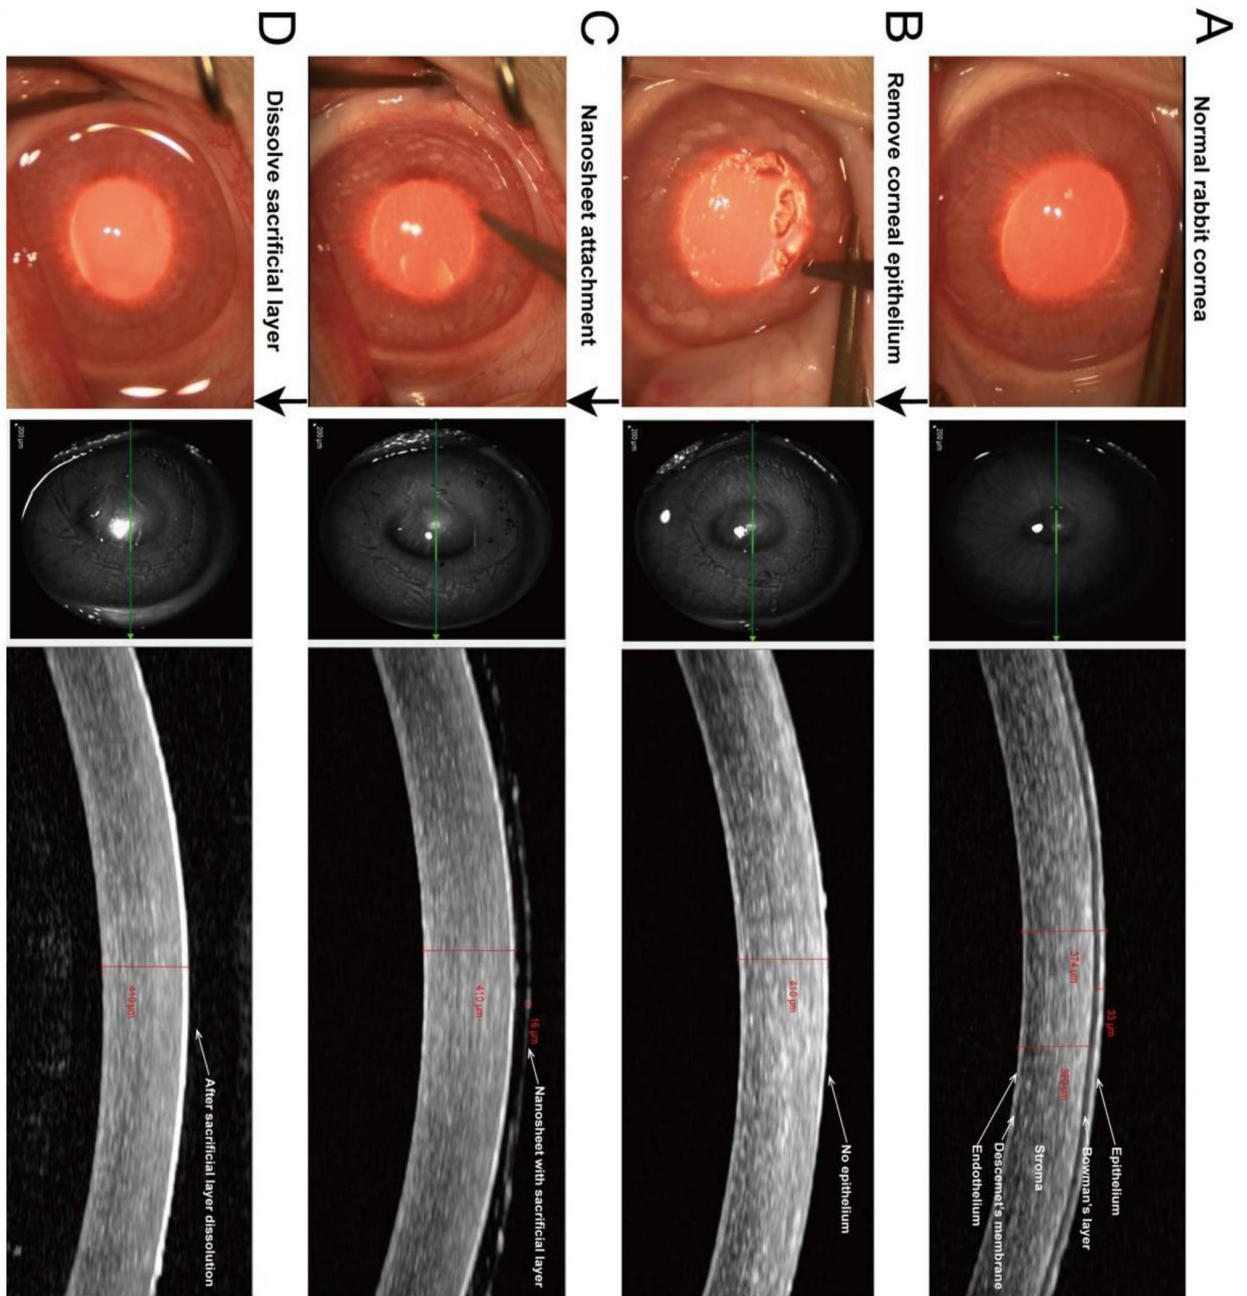 A
Normal rabbit cornea
200 µm
374 µm
33 µm
Epithelium
Bowman's layer
Stroma
Descemet's membrane
Endothelium
B
Remove corneal epithelium
200 µm
410 µm
No epithelium
C
Nanosheet attachment
200 µm
410 µm
16 µm
Nanosheet with sacrificial layer
D
Dissolve sacrificial layer
200 µm
410 µm
After sacrificial layer dissolution